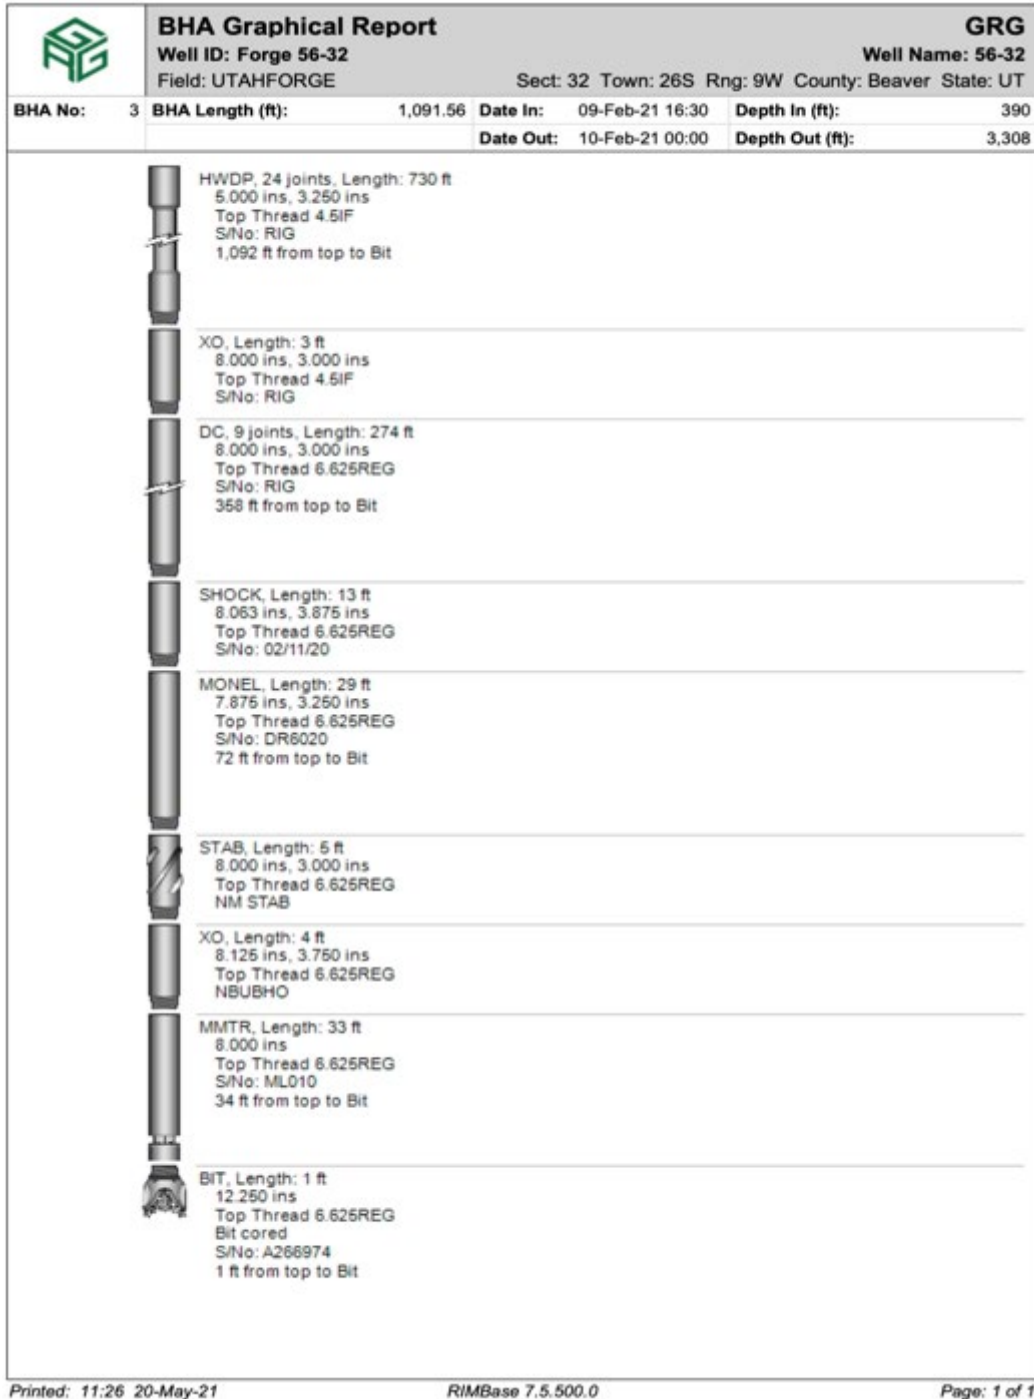 BHA Graphical Report GRG
Well ID: Forge 56-32 Well Name: 56-32
Field: UTAHFORGE Sect: 32 Town: 26S Rng: 9W County: Beaver State: UT
BHA No: 3 BHA Length (ft): 1,091.56 Date In: 09-Feb-21 16:30 Depth In (ft): 390
Date Out: 10-Feb-21 00:00 Depth Out (ft): 3,308
HWDP, 24 joints, Length: 730 ft
5.000 ins, 3.250 ins
Top Thread 4.5IF
S/No: RIG
1,092 ft from top to Bit
XO, Length: 3 ft
8.000 ins, 3.000 ins
Top Thread 4.5IF
S/No: RIG
DC, 9 joints, Length: 274 ft
8.000 ins, 3.000 ins
Top Thread 6.625REG
S/No: RIG
358 ft from top to Bit
SHOCK, Length: 13 ft
8.063 ins, 3.875 ins
Top Thread 6.625REG
S/No: 02/11/20
MONEL, Length: 29 ft
7.875 ins, 3.250 ins
Top Thread 6.625REG
S/No: DR6020
72 ft from top to Bit
STAB, Length: 5 ft
8.000 ins, 3.000 ins
Top Thread 6.625REG
NM STAB
XO, Length: 4 ft
8.125 ins, 3.750 ins
Top Thread 6.625REG
NBUBHO
MMTR, Length: 33 ft
8.000 ins
Top Thread 6.625REG
S/No: ML010
34 ft from top to Bit
BIT, Length: 1 ft
12.250 ins
Top Thread 6.625REG
Bit cored
S/No: A266974
1 ft from top to Bit
Printed: 11:26 20-May-21 RIMBase 7.5.500.0 Page: 1 of 1